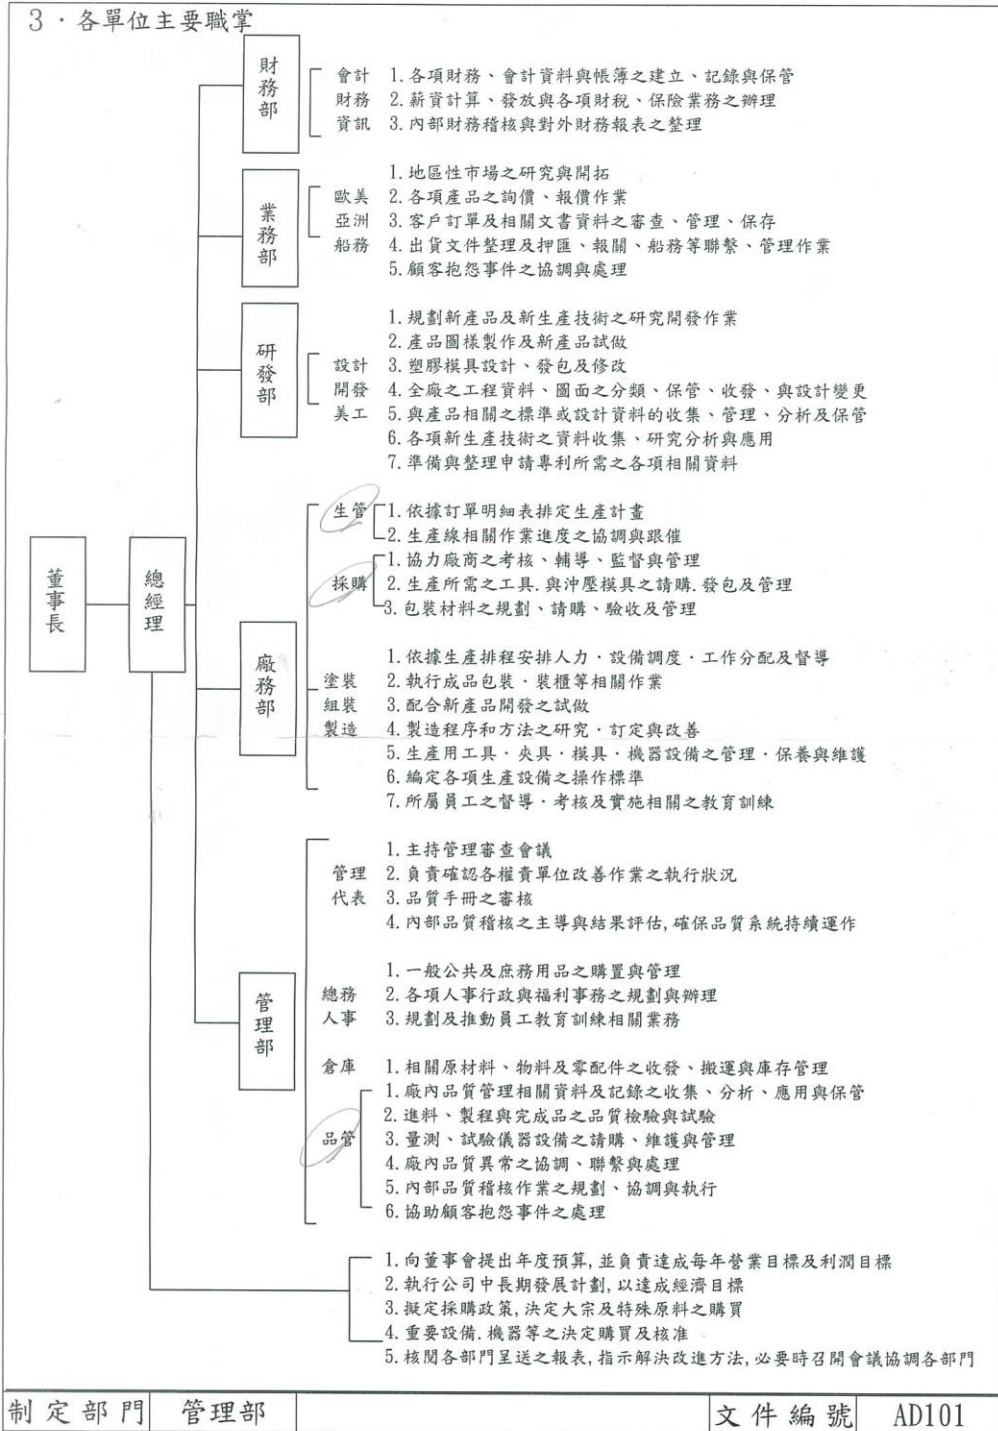 3．各單位主要職掌
財務部
會計 1.各項財務、會計資料與帳簿之建立、記錄與保管
財務 2.薪資計算、發放與各項財稅、保險業務之辦理
資訊 3.內部財務稽核與對外財務報表之整理
業務部
1.地區性市場之研究與開拓
歐美 2.各項產品之詢價、報價作業
亞洲 3.客戶訂單及相關文書資料之審查、管理、保存
船務 4.出貨文件整理及押匯、報關、船務等聯繫、管理作業
5.顧客抱怨事件之協調與處理
研發部
1.規劃新產品及新生產技術之研究開發作業
2.產品圖樣製作及新產品試做
設計 3.塑膠模具設計、發包及修改
開發 4.全廠之工程資料、圖面之分類、保管、收發、與設計變更
美工 5.與產品相關之標準或設計資料的收集、管理、分析及保管
6.各項新生產技術之資料收集、研究分析與應用
7.準備與整理申請專利所需之各項相關資料
董事長
總經理
廠務部
生管 1.依據訂單明細表排定生產計畫
2.生產線相關作業進度之協調與跟催
1.協力廠商之考核、輔導、監督與管理
採購 2.生產所需之工具.與沖壓模具之請購.發包及管理
3.包裝材料之規劃、請購、驗收及管理
1.依據生產排程安排人力．設備調度．工作分配及督導
塗裝 2.執行成品包裝．裝櫃等相關作業
組裝 3.配合新產品開發之試做
製造 4.製造程序和方法之研究．訂定與改善
5.生產用工具．夾具．模具．機器設備之管理．保養與維護
6.編定各項生產設備之操作標準
7.所屬員工之督導．考核及實施相關之教育訓練
管理部
1.主持管理審查會議
管理 2.負責確認各權責單位改善作業之執行狀況
代表 3.品質手冊之審核
4.內部品質稽核之主導與結果評估,確保品質系統持續運作
1.一般公共及庶務用品之購置與管理
總務 2.各項人事行政與福利事務之規劃與辦理
人事 3.規劃及推動員工教育訓練相關業務
倉庫 1.相關原材料、物料及零配件之收發、搬運與庫存管理
1.廠內品質管理相關資料及記錄之收集、分析、應用與保管
2.進料、製程與完成品之品質檢驗與試驗
品管 3.量測、試驗儀器設備之請購、維護與管理
4.廠內品質異常之協調、聯繫與處理
5.內部品質稽核作業之規劃、協調與執行
6.協助顧客抱怨事件之處理
1.向董事會提出年度預算,並負責達成每年營業目標及利潤目標
2.執行公司中長期發展計劃,以達成經濟目標
3.擬定採購政策,決定大宗及特殊原料之購買
4.重要設備.機器等之決定購買及核准
5.核閱各部門呈送之報表,指示解決改進方法,必要時召開會議協調各部門
制定部門 管理部 文件編號 AD101